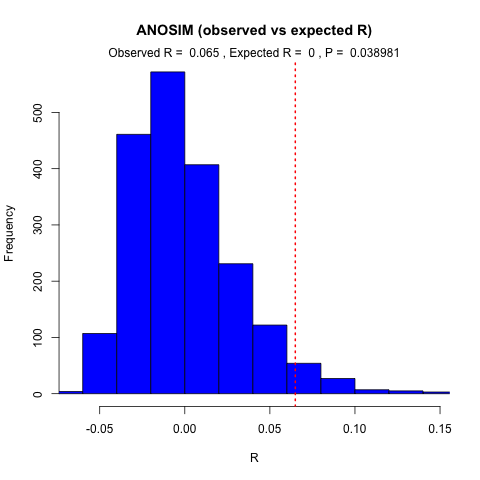 ANOSIM (observed vs expected R)
Observed R =  0.065 , Expected R =  0 , P =  0.038981
Frequency
500
400
300
200
100
0
-0.05 0.00 0.05 0.10 0.15
R